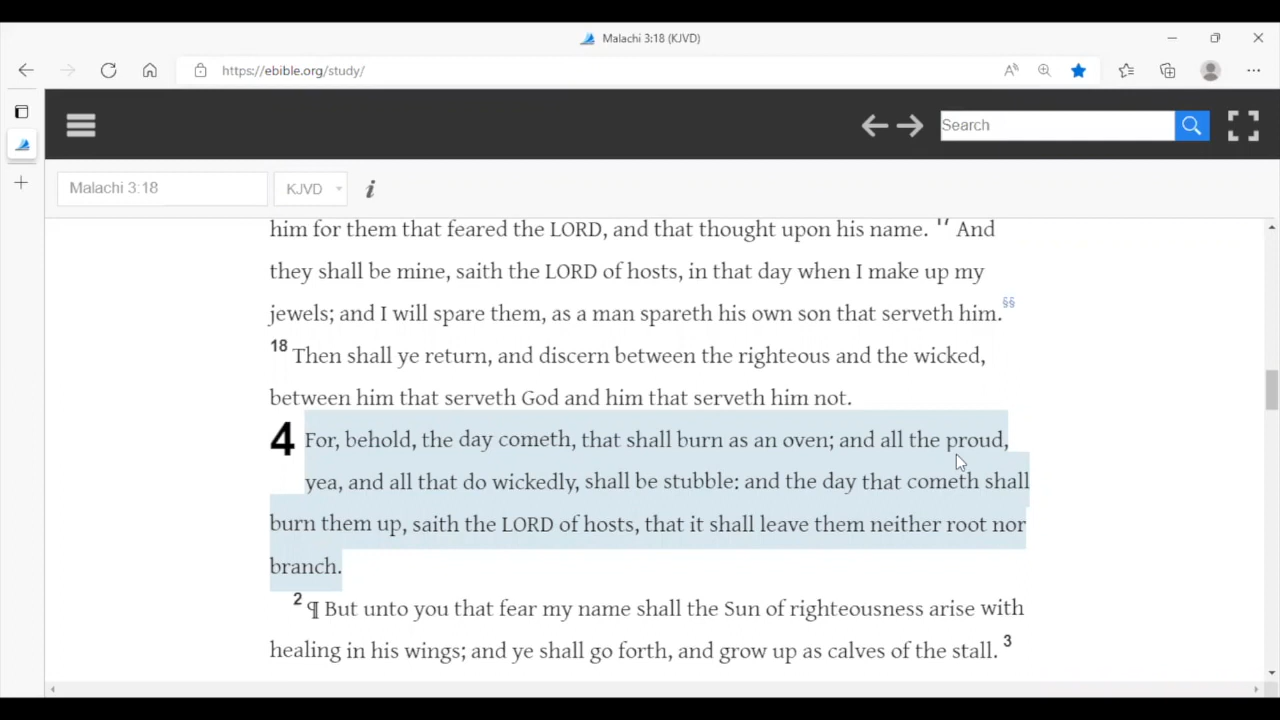 Malachi 3:18 (KJVD)
https://ebible.org/study/
Search
Malachi 3:18
KJVD
i
him for them that feared the LORD, and that thought upon his name. 17 And
they shall be mine, saith the LORD of hosts, in that day when I make up my
jewels; and I will spare them, as a man spareth his own son that serveth him.§§
18 Then shall ye return, and discern between the righteous and the wicked,
between him that serveth God and him that serveth him not.
4 For, behold, the day cometh, that shall burn as an oven; and all the proud,
yea, and all that do wickedly, shall be stubble: and the day that cometh shall
burn them up, saith the LORD of hosts, that it shall leave them neither root nor
branch.
2 ¶ But unto you that fear my name shall the Sun of righteousness arise with
healing in his wings; and ye shall go forth, and grow up as calves of the stall. 3